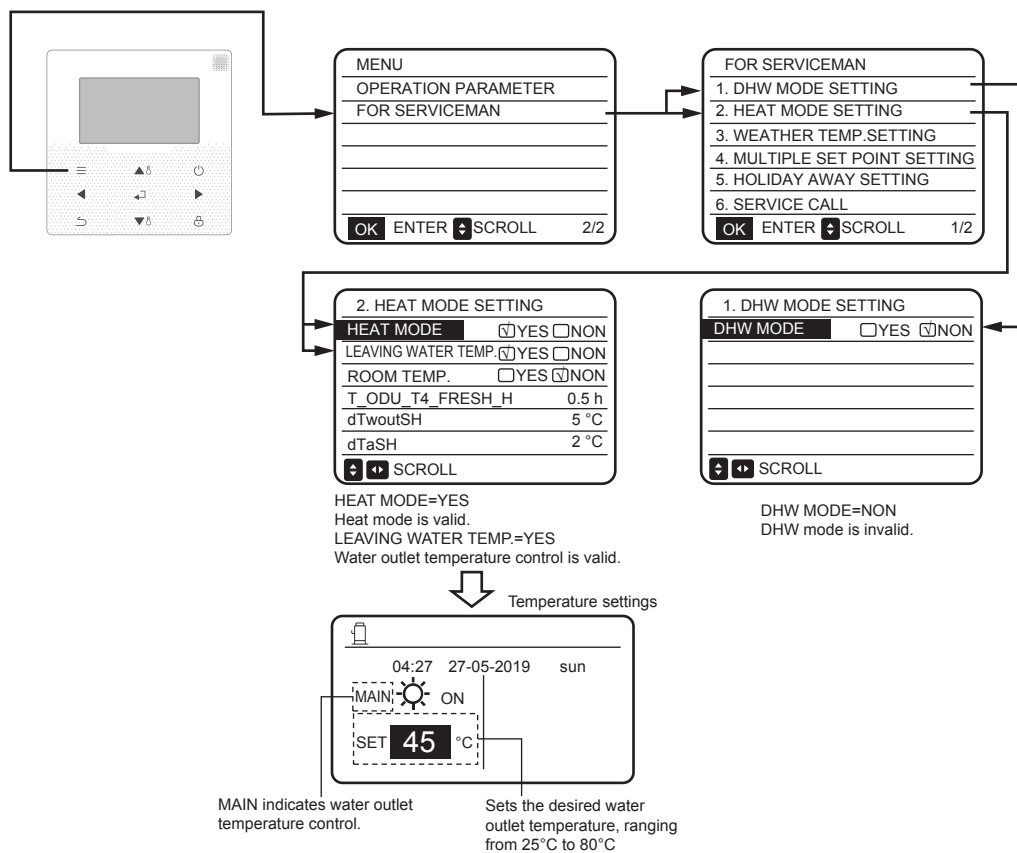 MENU
OPERATION PARAMETER
FOR SERVICEMAN
OK ENTER SCROLL 2/2
FOR SERVICEMAN
1. DHW MODE SETTING
2. HEAT MODE SETTING
3. WEATHER TEMP.SETTING
4. MULTIPLE SET POINT SETTING
5. HOLIDAY AWAY SETTING
6. SERVICE CALL
OK ENTER SCROLL 1/2
2. HEAT MODE SETTING
HEAT MODE ☑YES ☐NON
LEAVING WATER TEMP. ☑YES ☐NON
ROOM TEMP. ☐YES ☑NON
T_ODU_T4_FRESH_H 0.5 h
dTwoutSH 5 °C
dTaSH 2 °C
SCROLL
HEAT MODE=YES
Heat mode is valid.
LEAVING WATER TEMP.=YES
Water outlet temperature control is valid.
1. DHW MODE SETTING
DHW MODE ☐YES ☑NON
SCROLL
DHW MODE=NON
DHW mode is invalid.
Temperature settings
04:27 27-05-2019 sun
MAIN ON
SET 45 °C
MAIN indicates water outlet
temperature control.
Sets the desired water
outlet temperature, ranging
from 25°C to 80°C